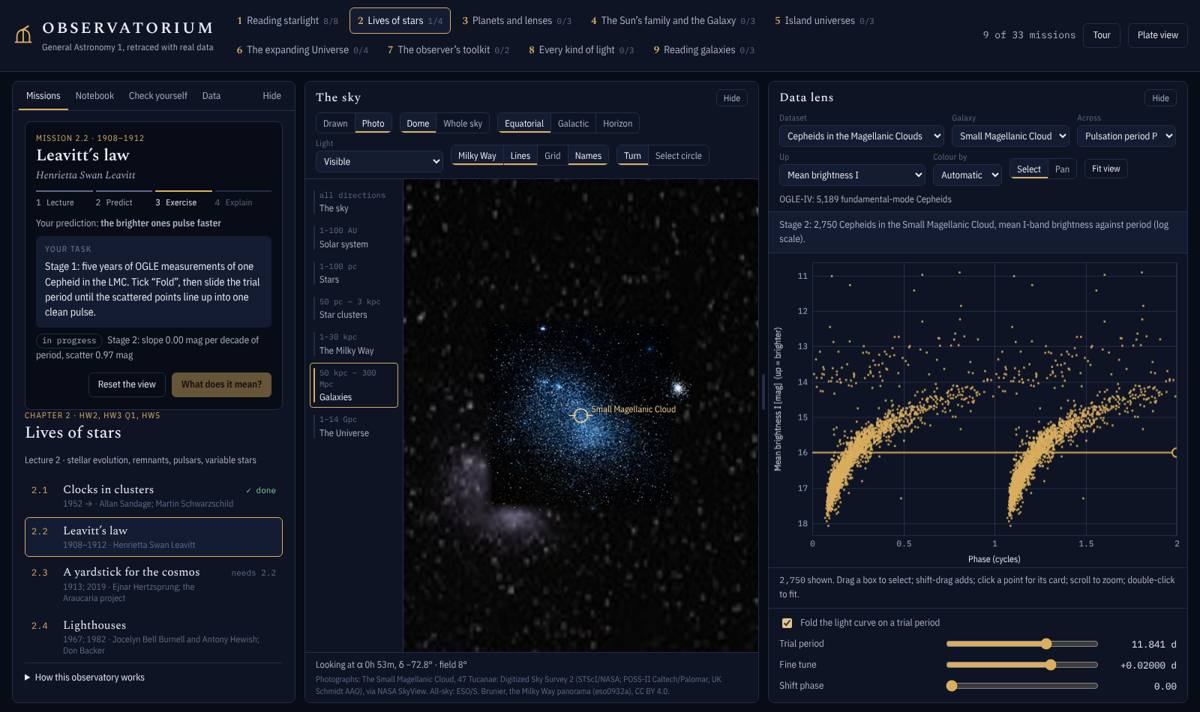 OBSERVATORIUM
General Astronomy 1, retraced with real data
1 Reading starlight 8/8
2 Lives of stars 1/4
3 Planets and lenses 0/3
4 The Sun's family and the Galaxy 0/3
5 Island universes 0/3
6 The expanding Universe 0/4
7 The observer's toolkit 0/2
8 Every kind of light 0/3
9 Reading galaxies 0/3
9 of 33 missions
Tour
Plate view
Missions
Notebook
Check yourself
Data
Hide
MISSION 2.2 · 1908–1912
Leavitt's law
Henrietta Swan Leavitt
1 Lecture
2 Predict
3 Exercise
4 Explain
Your prediction: the brighter ones pulse faster
YOUR TASK
Stage 1: five years of OGLE measurements of one
Cepheid in the LMC. Tick "Fold", then slide the trial
period until the scattered points line up into one
clean pulse.
in progress Stage 2: slope 0.00 mag per decade of
period, scatter 0.97 mag
Reset the view
What does it mean?
CHAPTER 2 · HW2, HW3 Q1, HW5
Lives of stars
Lecture 2 · stellar evolution, remnants, pulsars, variable stars
2.1 Clocks in clusters ✓ done
1952 → · Allan Sandage; Martin Schwarzschild
2.2 Leavitt's law
1908–1912 · Henrietta Swan Leavitt
2.3 A yardstick for the cosmos needs 2.2
1913; 2019 · Ejnar Hertzsprung; the
Araucaria project
2.4 Lighthouses
1967; 1982 · Jocelyn Bell Burnell and Antony Hewish;
Don Backer
▶ How this observatory works
The sky
Hide
Drawn
Photo
Dome
Whole sky
Equatorial
Galactic
Horizon
Light
Visible
Milky Way
Lines
Grid
Names
Turn
Select circle
all directions
The sky
1–100 AU
Solar system
1–100 pc
Stars
50 pc – 3 kpc
Star clusters
1–30 kpc
The Milky Way
50 kpc – 300
Mpc
Galaxies
1–14 Gpc
The Universe
Small Magellanic Cloud
Looking at α 0h 53m, δ −72.8° · field 8°
Photographs: The Small Magellanic Cloud, 47 Tucanae: Digitized Sky Survey 2 (STScI/NASA; POSS-II Caltech/Palomar, UK
Schmidt AAO), via NASA SkyView. All-sky: ESO/S. Brunier, the Milky Way panorama (eso0932a), CC BY 4.0.
Data lens
Hide
Dataset
Cepheids in the Magellanic Clouds
Galaxy
Small Magellanic Cloud
Across
Pulsation period P
Up
Mean brightness I
Colour by
Automatic
Select
Pan
Fit view
OGLE-IV: 5,189 fundamental-mode Cepheids
Stage 2: 2,750 Cepheids in the Small Magellanic Cloud, mean I-band brightness against period (log
scale).
Mean brightness I [mag] (up = brighter)
11
12
13
14
15
16
17
18
0
0.5
1
1.5
2
Phase (cycles)
2,750 shown. Drag a box to select; shift-drag adds; click a point for its card; scroll to zoom; double-click
to fit.
Fold the light curve on a trial period
Trial period 11.841 d
Fine tune +0.02000 d
Shift phase 0.00